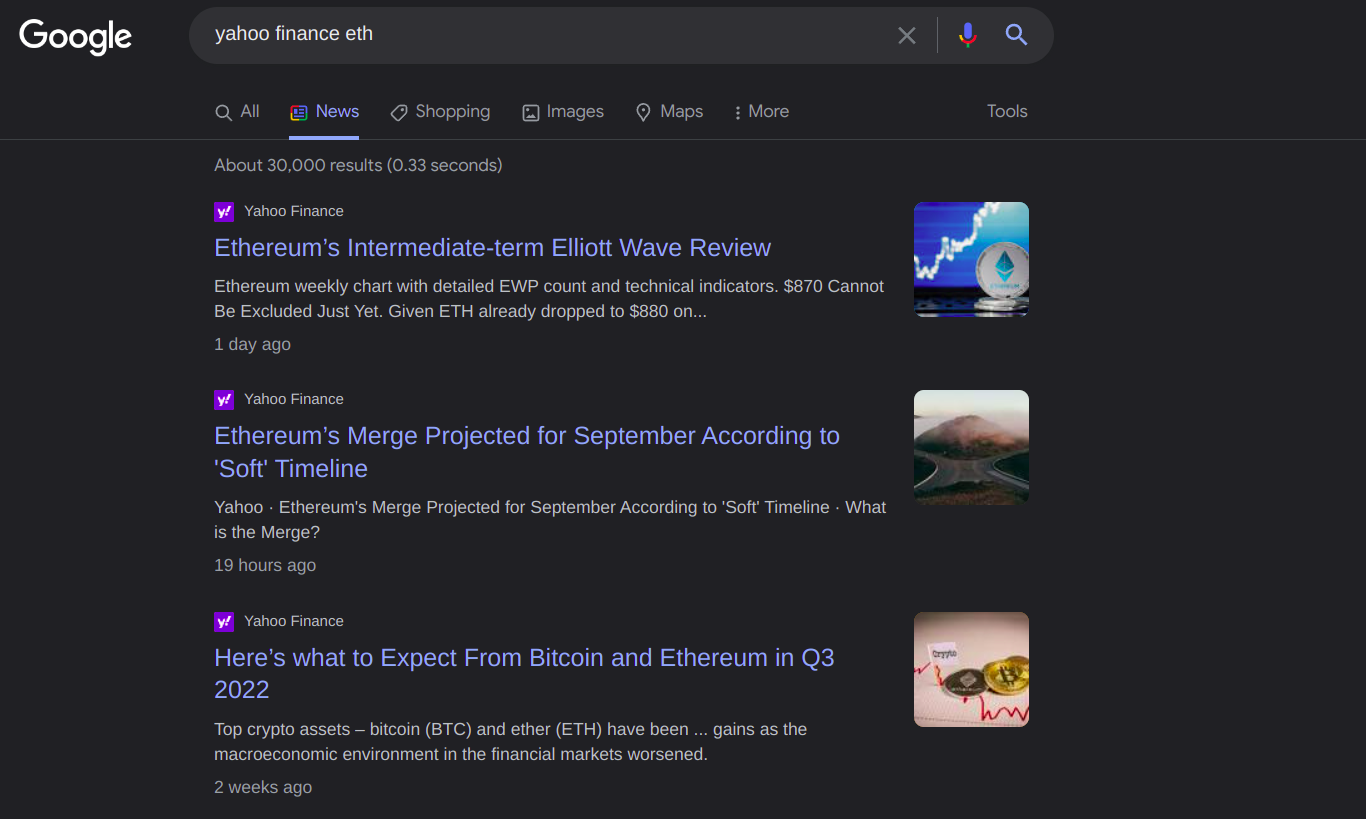 Google
yahoo finance eth
All
News
Shopping
Images
Maps
More
Tools
About 30,000 results (0.33 seconds)
y!
Yahoo Finance
Ethereum’s Intermediate-term Elliott Wave Review
Ethereum weekly chart with detailed EWP count and technical indicators. $870 Cannot
Be Excluded Just Yet. Given ETH already dropped to $880 on...
1 day ago
y!
Yahoo Finance
Ethereum’s Merge Projected for September According to
'Soft' Timeline
Yahoo · Ethereum's Merge Projected for September According to 'Soft' Timeline · What
is the Merge?
19 hours ago
y!
Yahoo Finance
Here’s what to Expect From Bitcoin and Ethereum in Q3
2022
Crypto
Top crypto assets – bitcoin (BTC) and ether (ETH) have been ... gains as the
macroeconomic environment in the financial markets worsened.
2 weeks ago